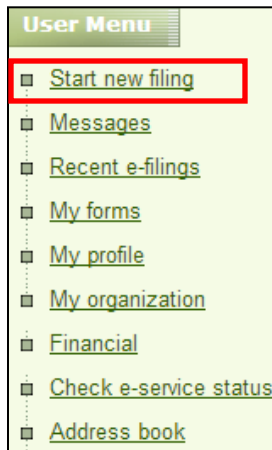 User Menu
Start new filing
Messages
Recent e-filings
My forms
My profile
My organization
Financial
Check e-service status
Address book